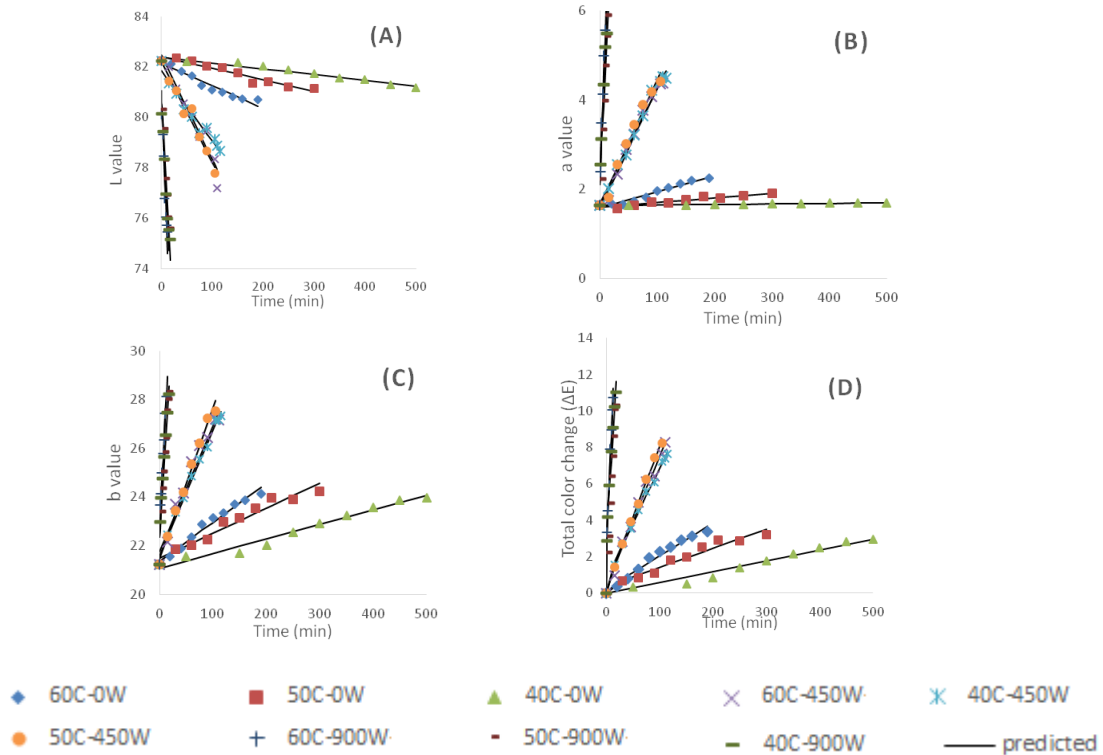 (A)
84
82
80
78
76
74
L value
0
100
200
300
400
500
Time (min)
(B)
6
4
2
0
a value
0
100
200
300
400
500
Time (min)
(C)
30
28
26
24
22
20
b value
0
100
200
300
400
500
Time (min)
(D)
14
12
10
8
6
4
2
0
Total color change (ΔE)
0
100
200
300
400
500
Time (min)
60C-0W
50C-0W
40C-0W
60C-450W
40C-450W
50C-450W
60C-900W
50C-900W
40C-900W
predicted